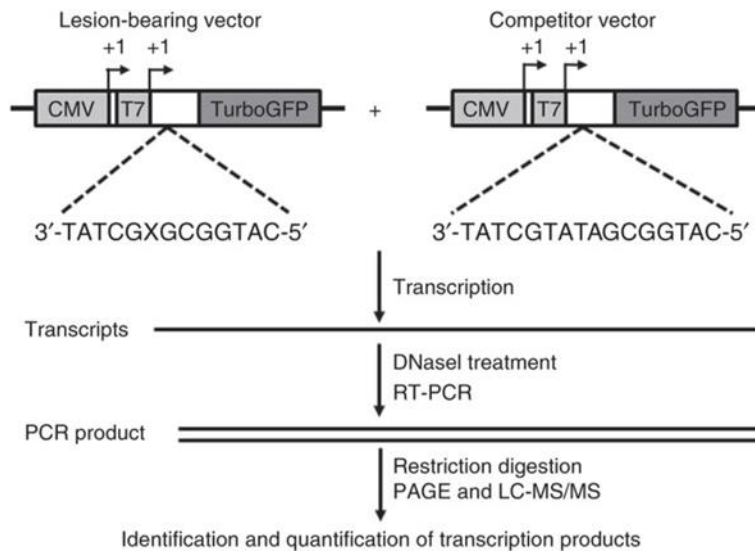 Lesion-bearing vector
Competitor vector
+1 +1
+1 +1
CMV T7 TurboGFP
+
CMV T7 TurboGFP
3′-TATCGXGCGGTAC-5′
3′-TATCGTATAGCGGTAC-5′
Transcription
Transcripts
DNaseI treatment
RT-PCR
PCR product
Restriction digestion
PAGE and LC-MS/MS
Identification and quantification of transcription products